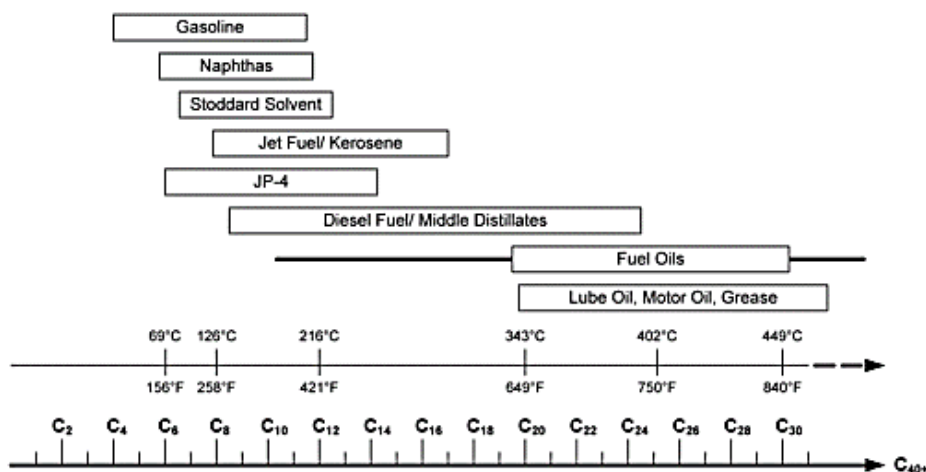 Gasoline
Naphthas
Stoddard Solvent
Jet Fuel/ Kerosene
JP-4
Diesel Fuel/ Middle Distillates
Fuel Oils
Lube Oil, Motor Oil, Grease
69°C 126°C 216°C 343°C 402°C 449°C
156°F 258°F 421°F 649°F 750°F 840°F
C₂ C₄ C₆ C₈ C₁₀ C₁₂ C₁₄ C₁₆ C₁₈ C₂₀ C₂₂ C₂₄ C₂₆ C₂₈ C₃₀
C₄₀₊